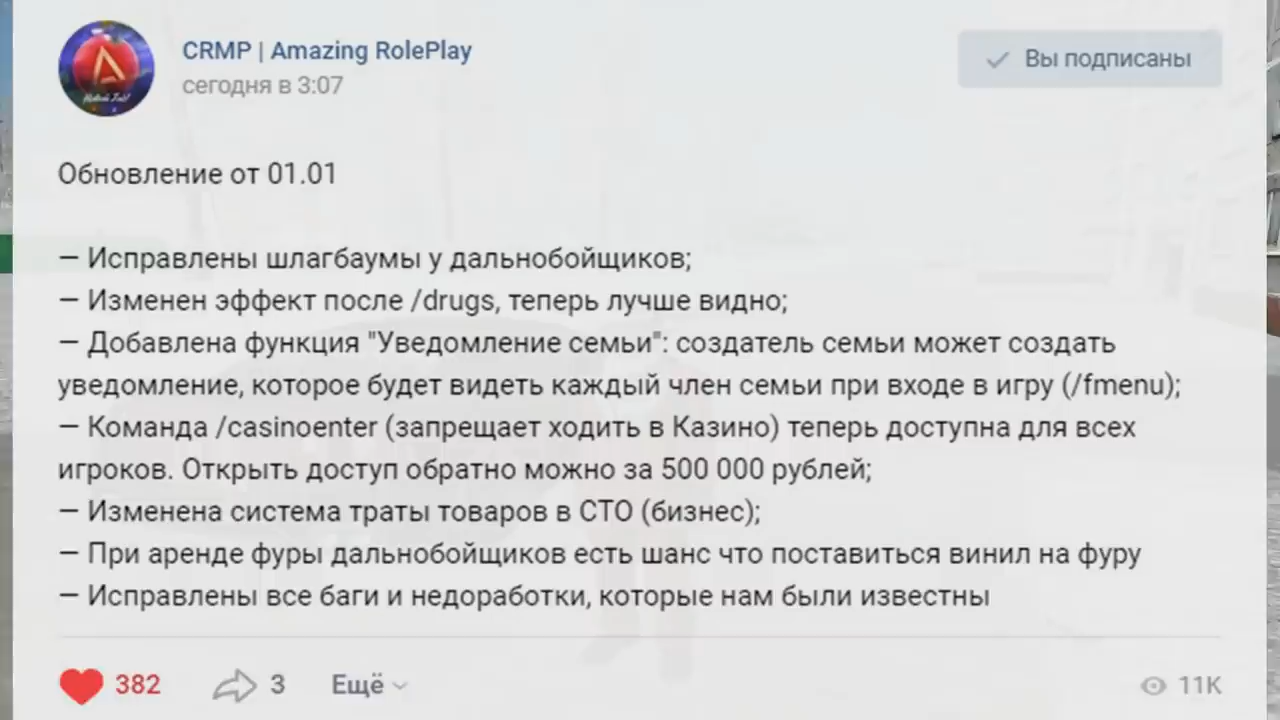 CRMP | Amazing RolePlay
сегодня в 3:07
Вы подписаны
Обновление от 01.01
— Исправлены шлагбаумы у дальнобойщиков;
— Изменен эффект после /drugs, теперь лучше видно;
— Добавлена функция "Уведомление семьи": создатель семьи может создать
уведомление, которое будет видеть каждый член семьи при входе в игру (/fmenu);
— Команда /casinoenter (запрещает ходить в Казино) теперь доступна для всех
игроков. Открыть доступ обратно можно за 500 000 рублей;
— Изменена система траты товаров в СТО (бизнес);
— При аренде фуры дальнобойщиков есть шанс что поставиться винил на фуру
— Исправлены все баги и недоработки, которые нам были известны
382
3
Ещё
11K